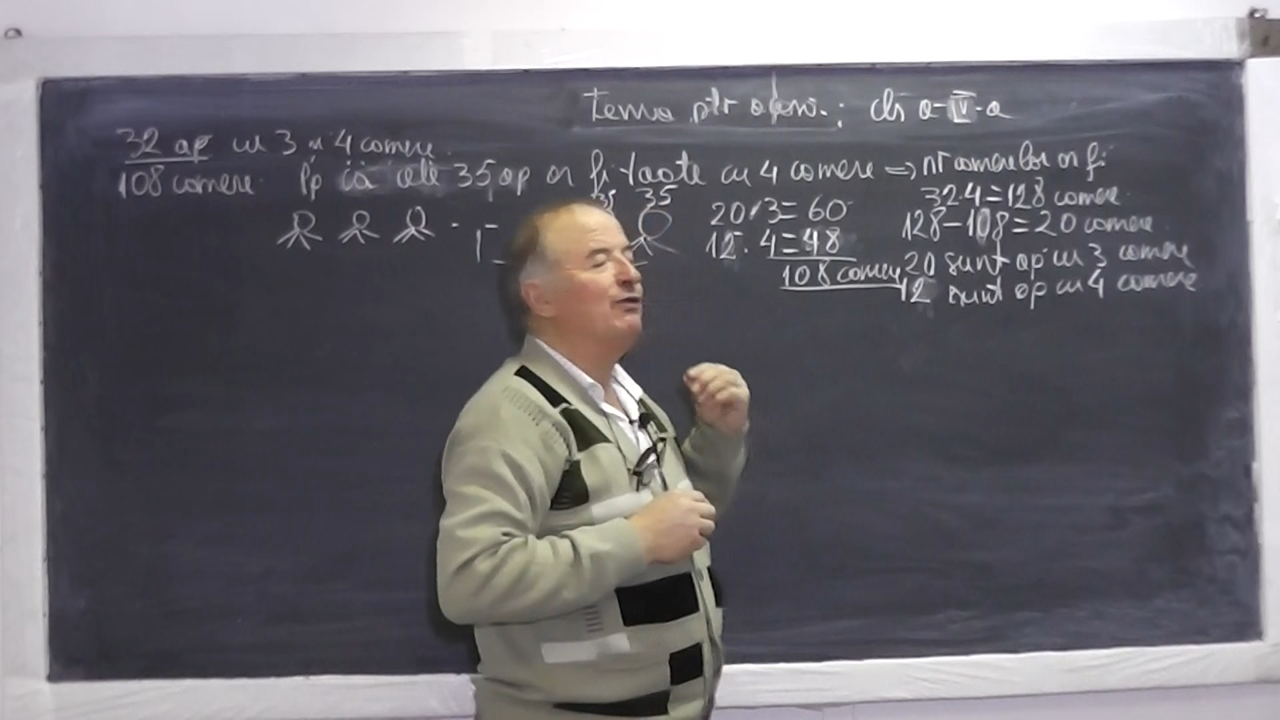 tema ptr : cls a-IV-a
32 ap cu 3 și 4 camere.
108 camere. Pp că cele 35 ap ar fi toate cu 4 camere => nr camerelor ar fi
35 35
32·4=128 camere.
20·3=60
128-108=20 camere
12·4=48
20 sunt ap cu 3 camere
108 camere
12 sunt ap cu 4 camere